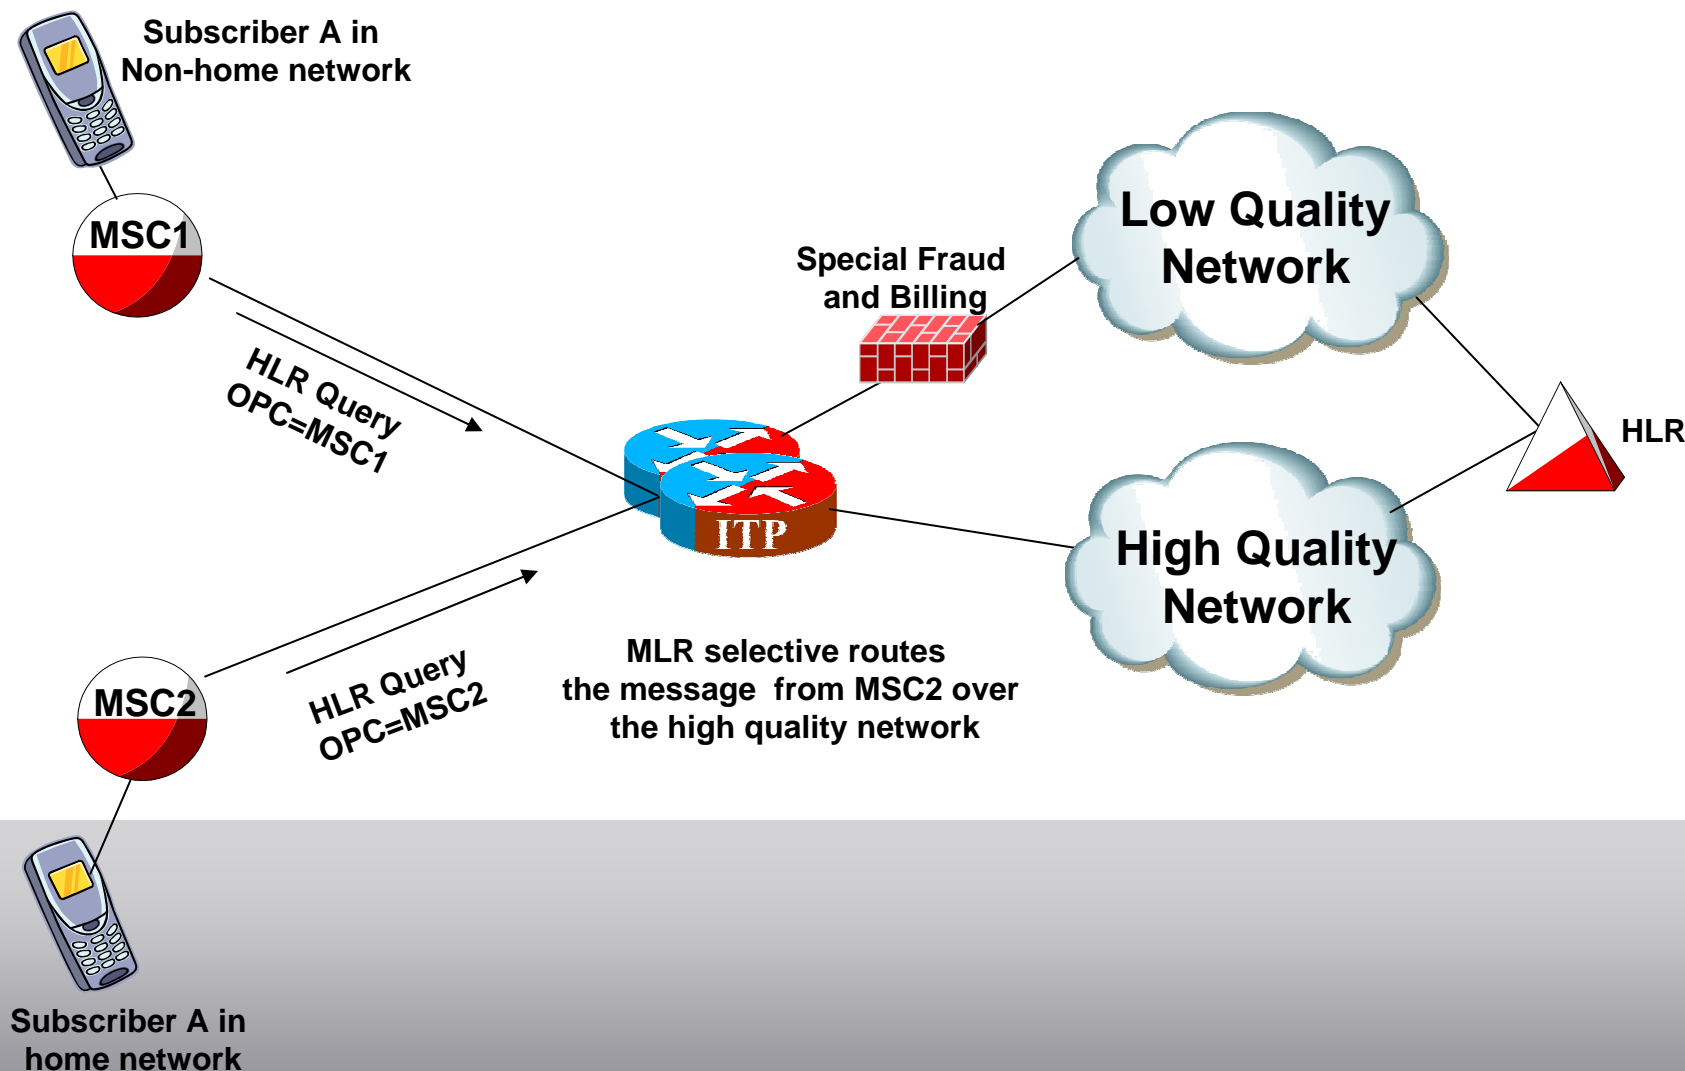 Subscriber A in
Non-home network
MSC1
HLR Query
OPC=MSC1
Special Fraud
and Billing
Low Quality
Network
HLR
ITP
High Quality
Network
MSC2
HLR Query
OPC=MSC2
MLR selective routes
the message from MSC2 over
the high quality network
Subscriber A in
home network